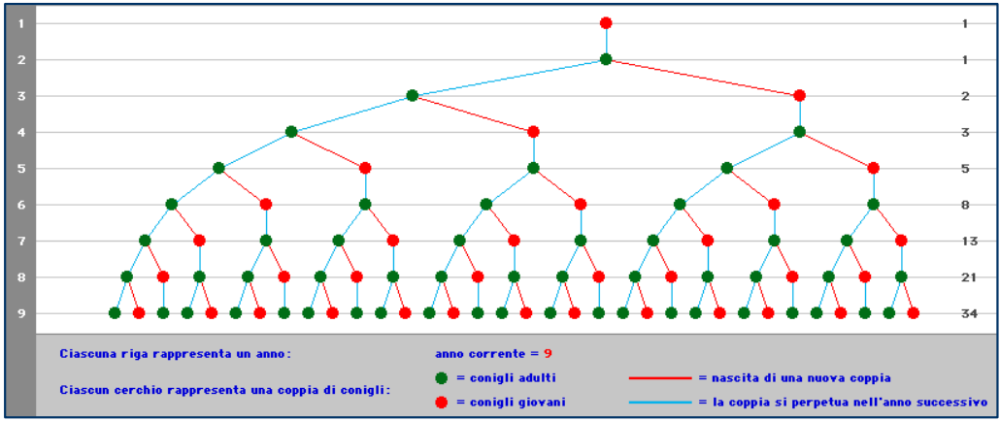 1 1
2 1
3 2
4 3
5 5
6 8
7 13
8 21
9 34
Ciascuna riga rappresenta un anno: anno corrente = 9
= conigli adulti = nascita di una nuova coppia
Ciascun cerchio rappresenta una coppia di conigli:
= conigli giovani = la coppia si perpetua nell'anno successivo